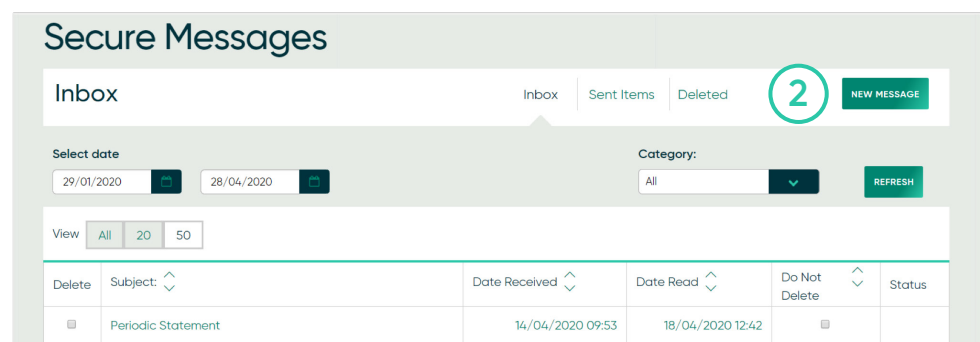 Secure Messages
Inbox Inbox Sent Items Deleted 2 NEW MESSAGE
Select date Category:
29/01/2020 28/04/2020 All REFRESH
View All 20 50
Delete Subject: Date Received Date Read Do Not Delete Status
Periodic Statement 14/04/2020 09:53 18/04/2020 12:42